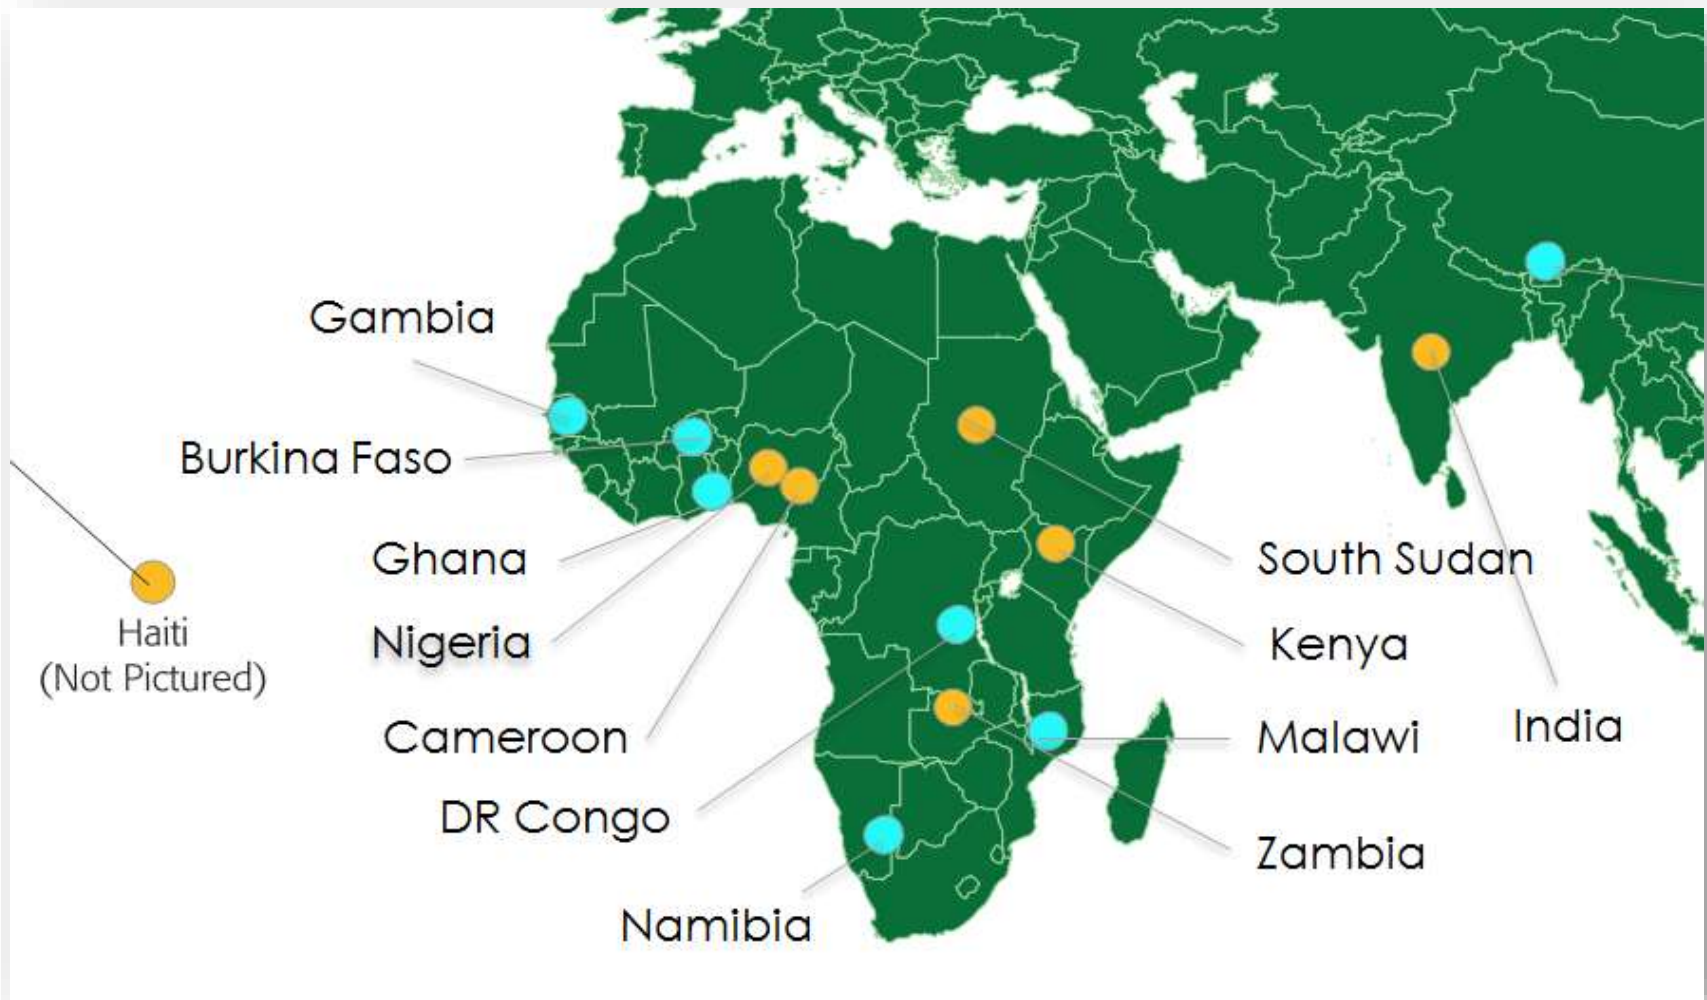 Gambia
Burkina Faso
Ghana
Nigeria
Cameroon
DR Congo
Namibia
Haiti
(Not Pictured)
South Sudan
Kenya
Malawi
Zambia
India